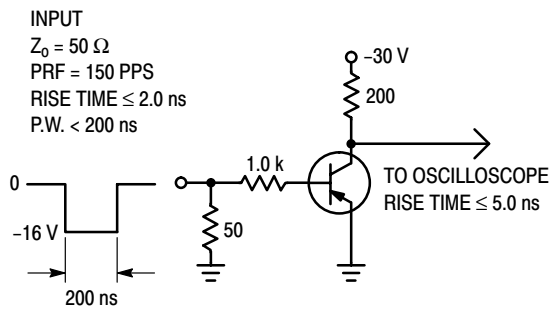 INPUT
Zo = 50 Ω
PRF = 150 PPS
RISE TIME ≤ 2.0 ns
P.W. < 200 ns
−30 V
200
1.0 k
TO OSCILLOSCOPE
RISE TIME ≤ 5.0 ns
0
50
−16 V
200 ns